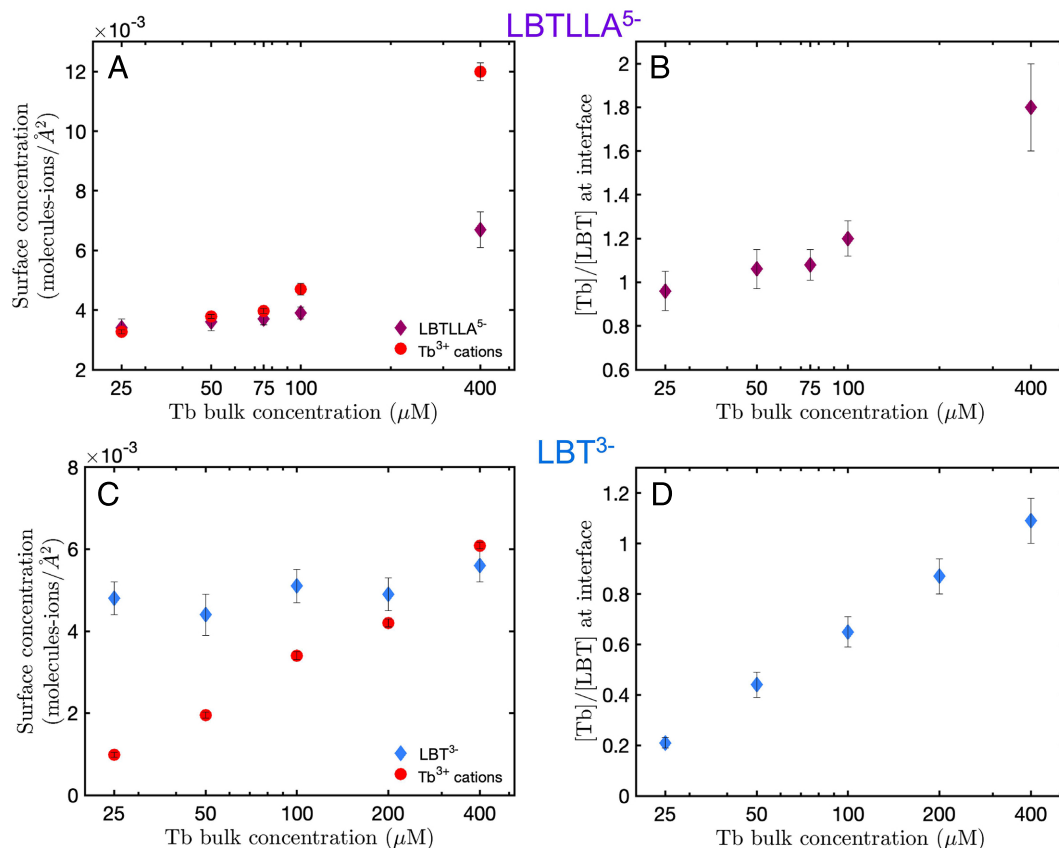 LBTLLA5-
×10-3
A
Surface concentration
(molecules-ions/Å2)
12
10
8
6
4
2
LBTLLA5-
Tb3+ cations
25 50 75 100 400
Tb bulk concentration (μM)
B
[Tb]/[LBT] at interface
2
1.8
1.6
1.4
1.2
1
0.8
0.6
25 50 75 100 400
Tb bulk concentration (μM)
LBT3-
×10-3
C
Surface concentration
(molecules-ions/Å2)
8
6
4
2
0
LBT3-
Tb3+ cations
25 50 100 200 400
Tb bulk concentration (μM)
D
[Tb]/[LBT] at interface
1.2
1
0.8
0.6
0.4
0.2
0
25 50 100 200 400
Tb bulk concentration (μM)